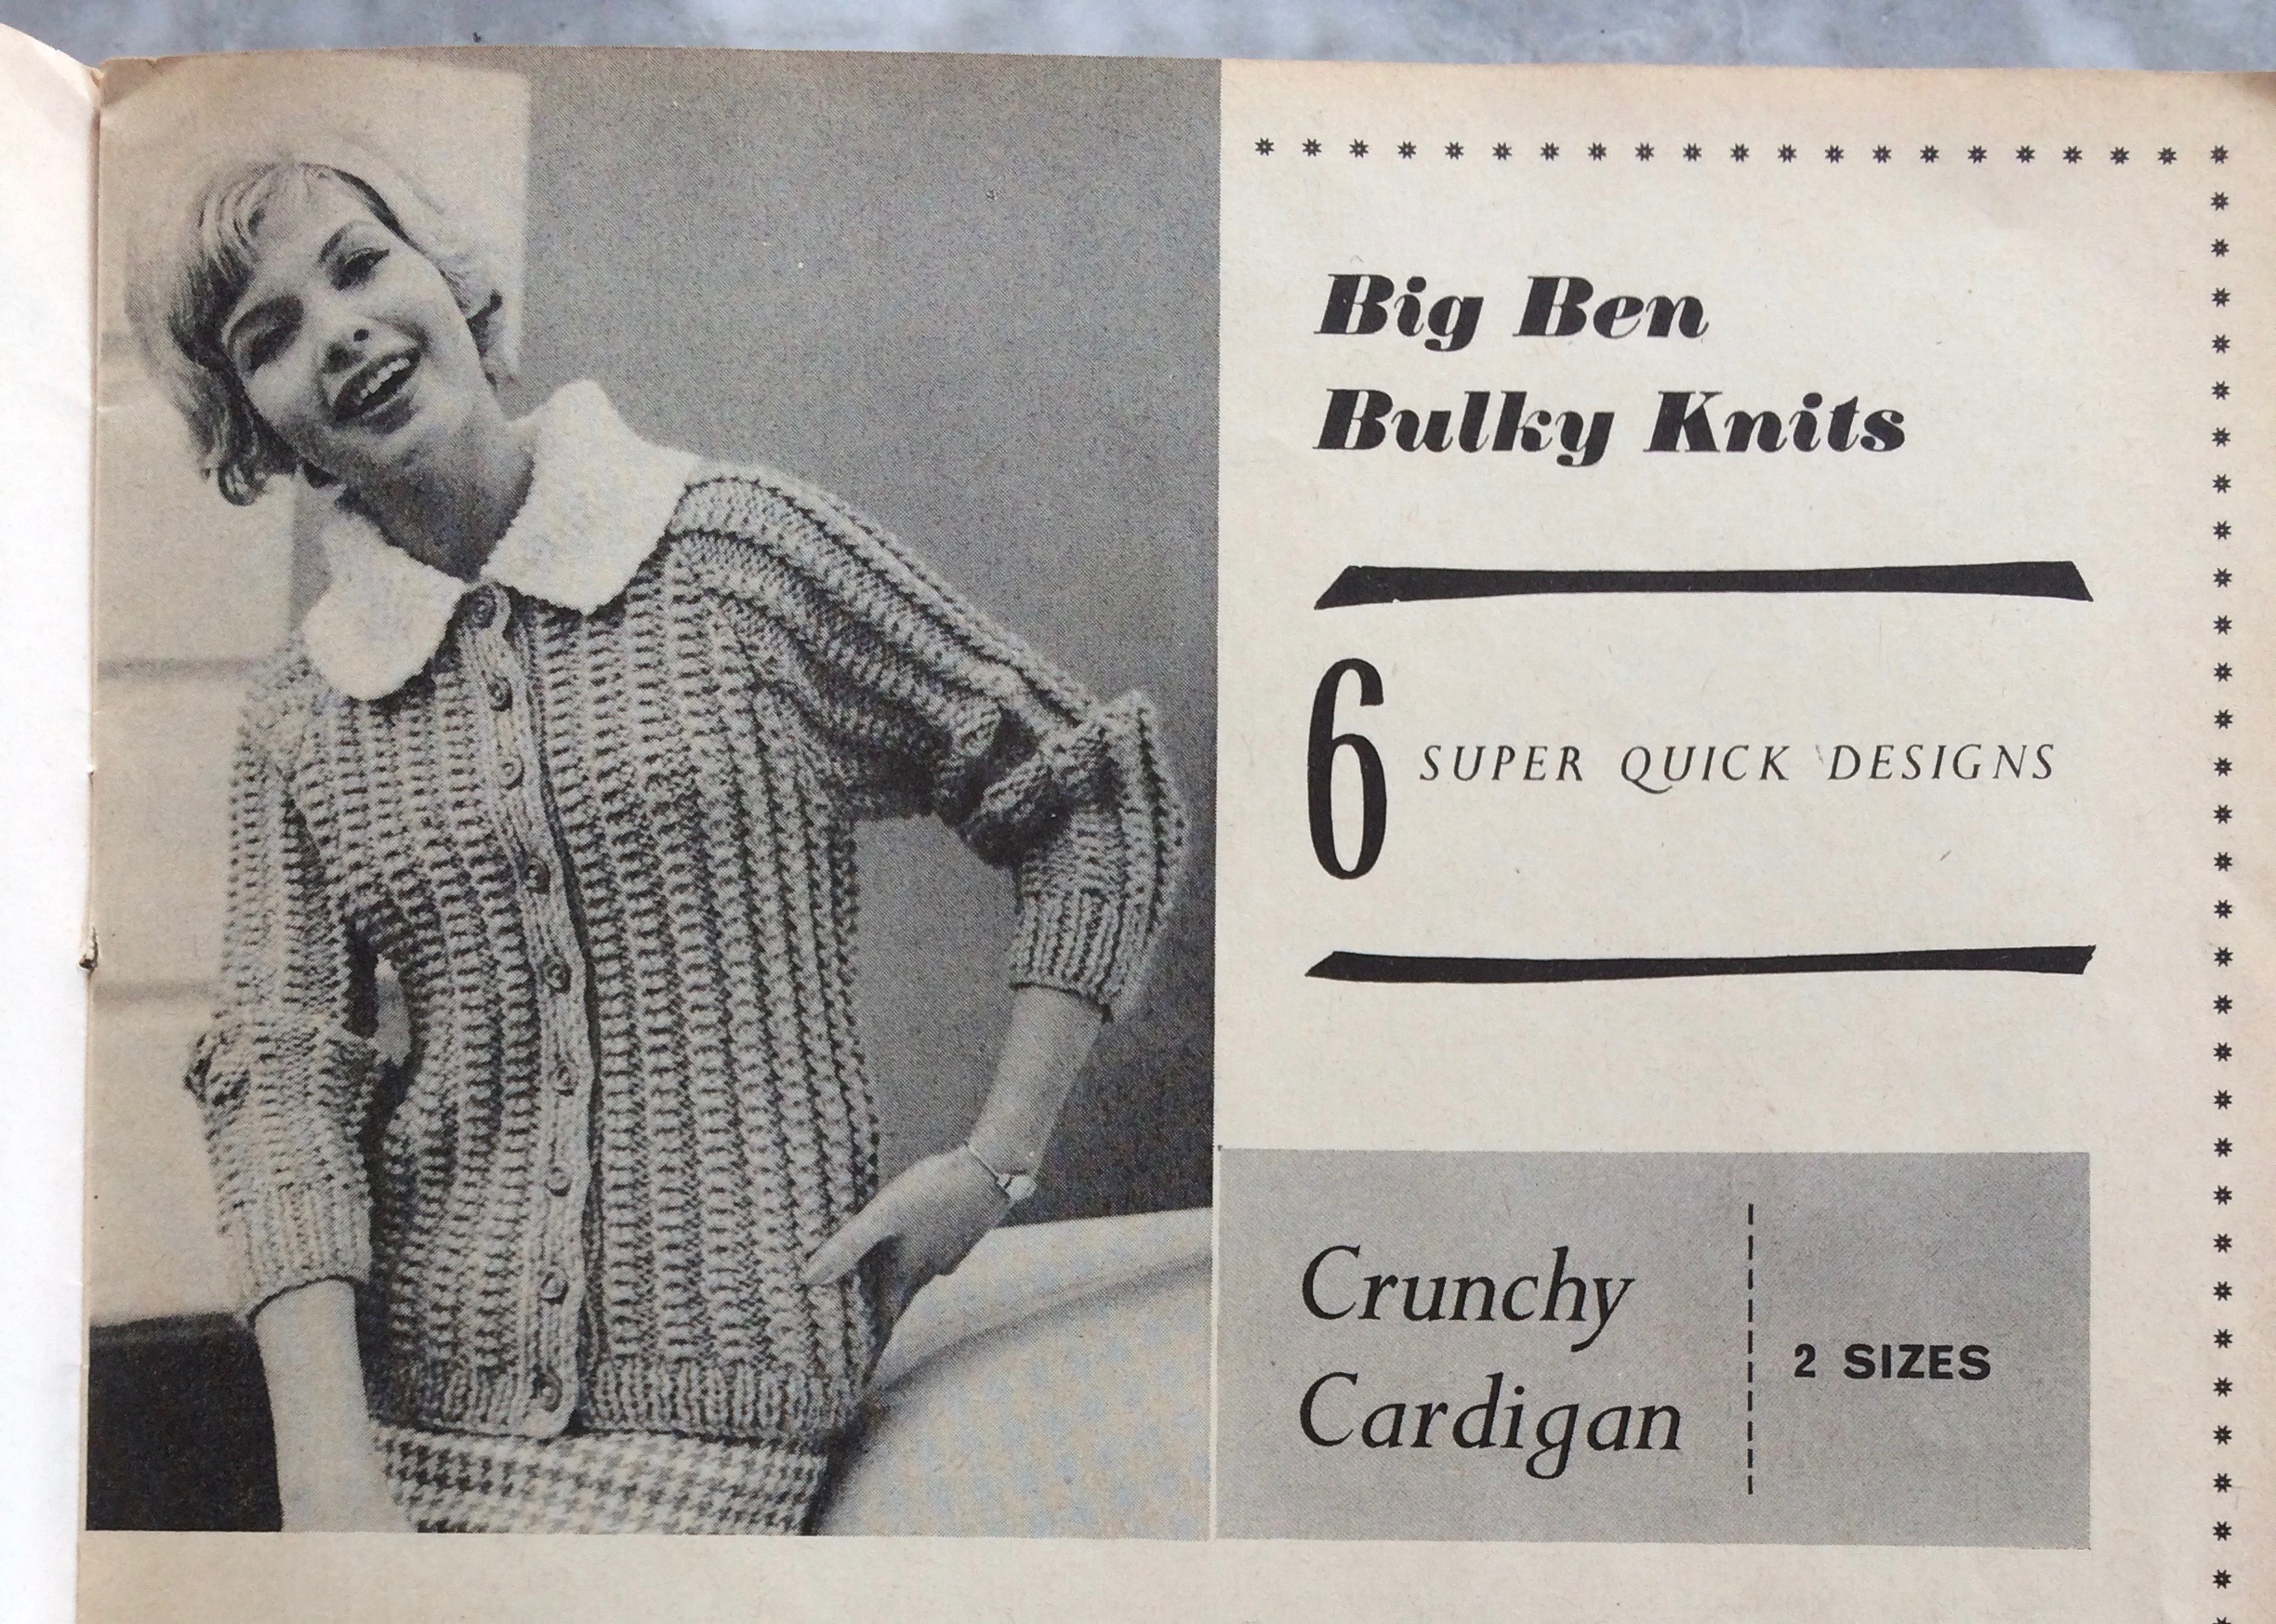 Big Ben
Bulky Knits
6 SUPER QUICK DESIGNS
Crunchy
Cardigan
2 SIZES